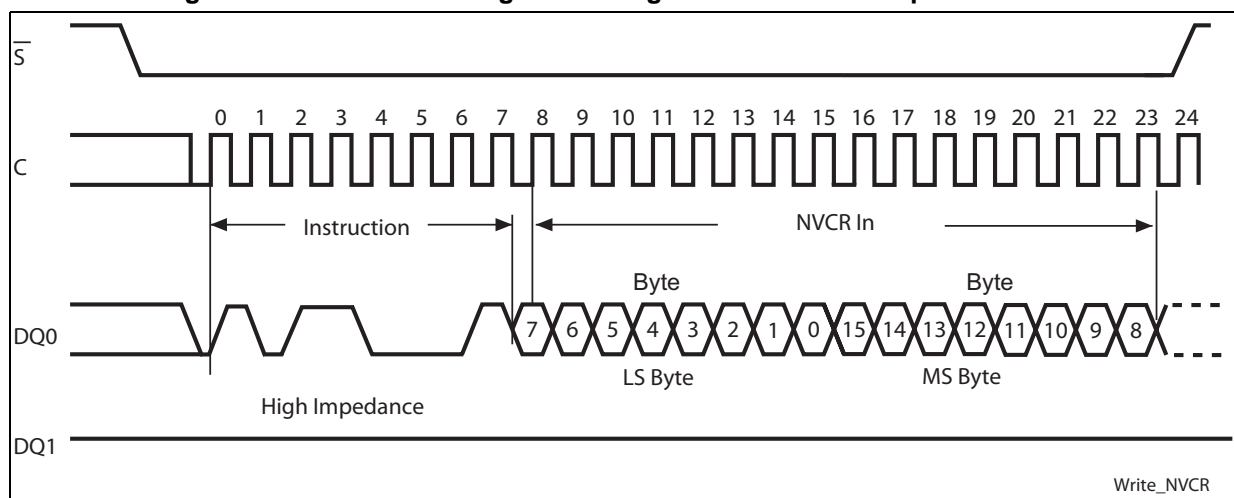 S
0 1 2 3 4 5 6 7 8 9 10 11 12 13 14 15 16 17 18 19 20 21 22 23 24
C
Instruction NVCR In
Byte Byte
DQ0 7 6 5 4 3 2 1 0 15 14 13 12 11 10 9 8
LS Byte MS Byte
High Impedance
DQ1
Write_NVCR